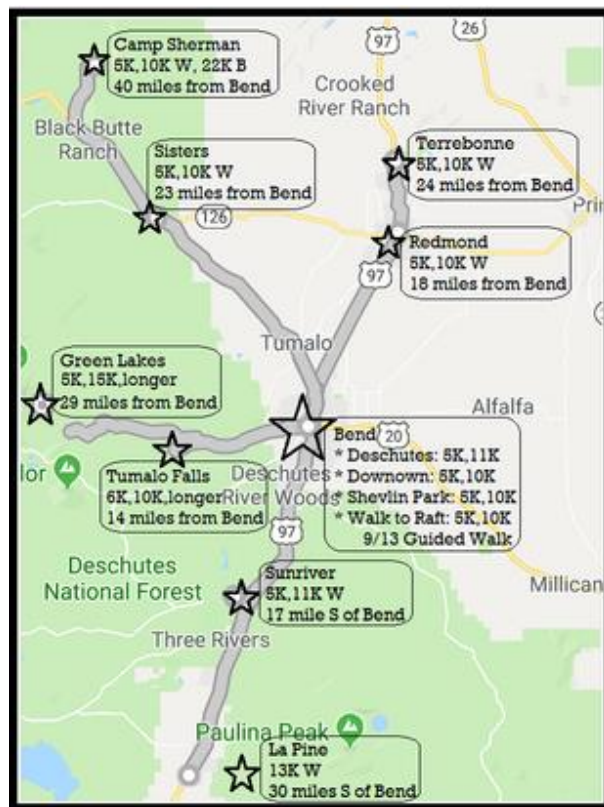 Camp Sherman
5K,10K W, 22K B
40 miles from Bend
97
26
Crooked
River Ranch
Black Butte
Ranch
Sisters
5K,10K W
23 miles from Bend
126
Terrebonne
5K,10K W
24 miles from Bend
Prin
Redmond
5K,10K W
18 miles from Bend
97
Tumalo
Green Lakes
5K,15K,longer
29 miles from Bend
Alfalfa
20
Bend
* Deschutes: 5K,11K
* Downown: 5K,10K
* Shevlin Park: 5K,10K
* Walk to Raft: 5K,10K
9/13 Guided Walk
lor
Tumalo Falls
6K,10K,longer
14 miles from Bend
Deschutes
River Woods
97
Deschutes
National Forest
Millican
Sunriver
5K,11K W
17 mile S of Bend
Three Rivers
Paulina Peak
La Pine
13K W
30 miles S of Bend